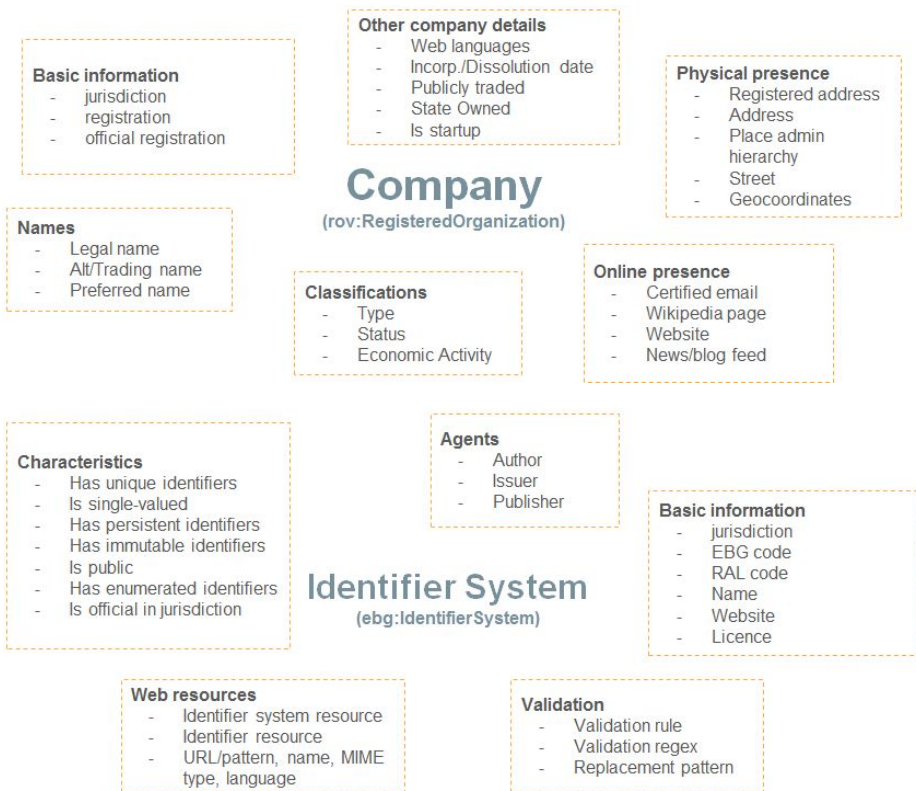 Other company details
- Web languages
- Incorp./Dissolution date
- Publicly traded
- State Owned
- Is startup
Basic information
- jurisdiction
- registration
- official registration
Physical presence
- Registered address
- Address
- Place admin
hierarchy
- Street
- Geocoordinates
Company
(rov:RegisteredOrganization)
Names
- Legal name
- Alt/Trading name
- Preferred name
Classifications
- Type
- Status
- Economic Activity
Online presence
- Certified email
- Wikipedia page
- Website
- News/blog feed
Characteristics
- Has unique identifiers
- Is single-valued
- Has persistent identifiers
- Has immutable identifiers
- Is public
- Has enumerated identifiers
- Is official in jurisdiction
Agents
- Author
- Issuer
- Publisher
Basic information
- jurisdiction
- EBG code
- RAL code
- Name
- Website
- Licence
Identifier System
(ebg:IdentifierSystem)
Web resources
- Identifier system resource
- Identifier resource
- URL/pattern, name, MIME
type, language
Validation
- Validation rule
- Validation regex
- Replacement pattern